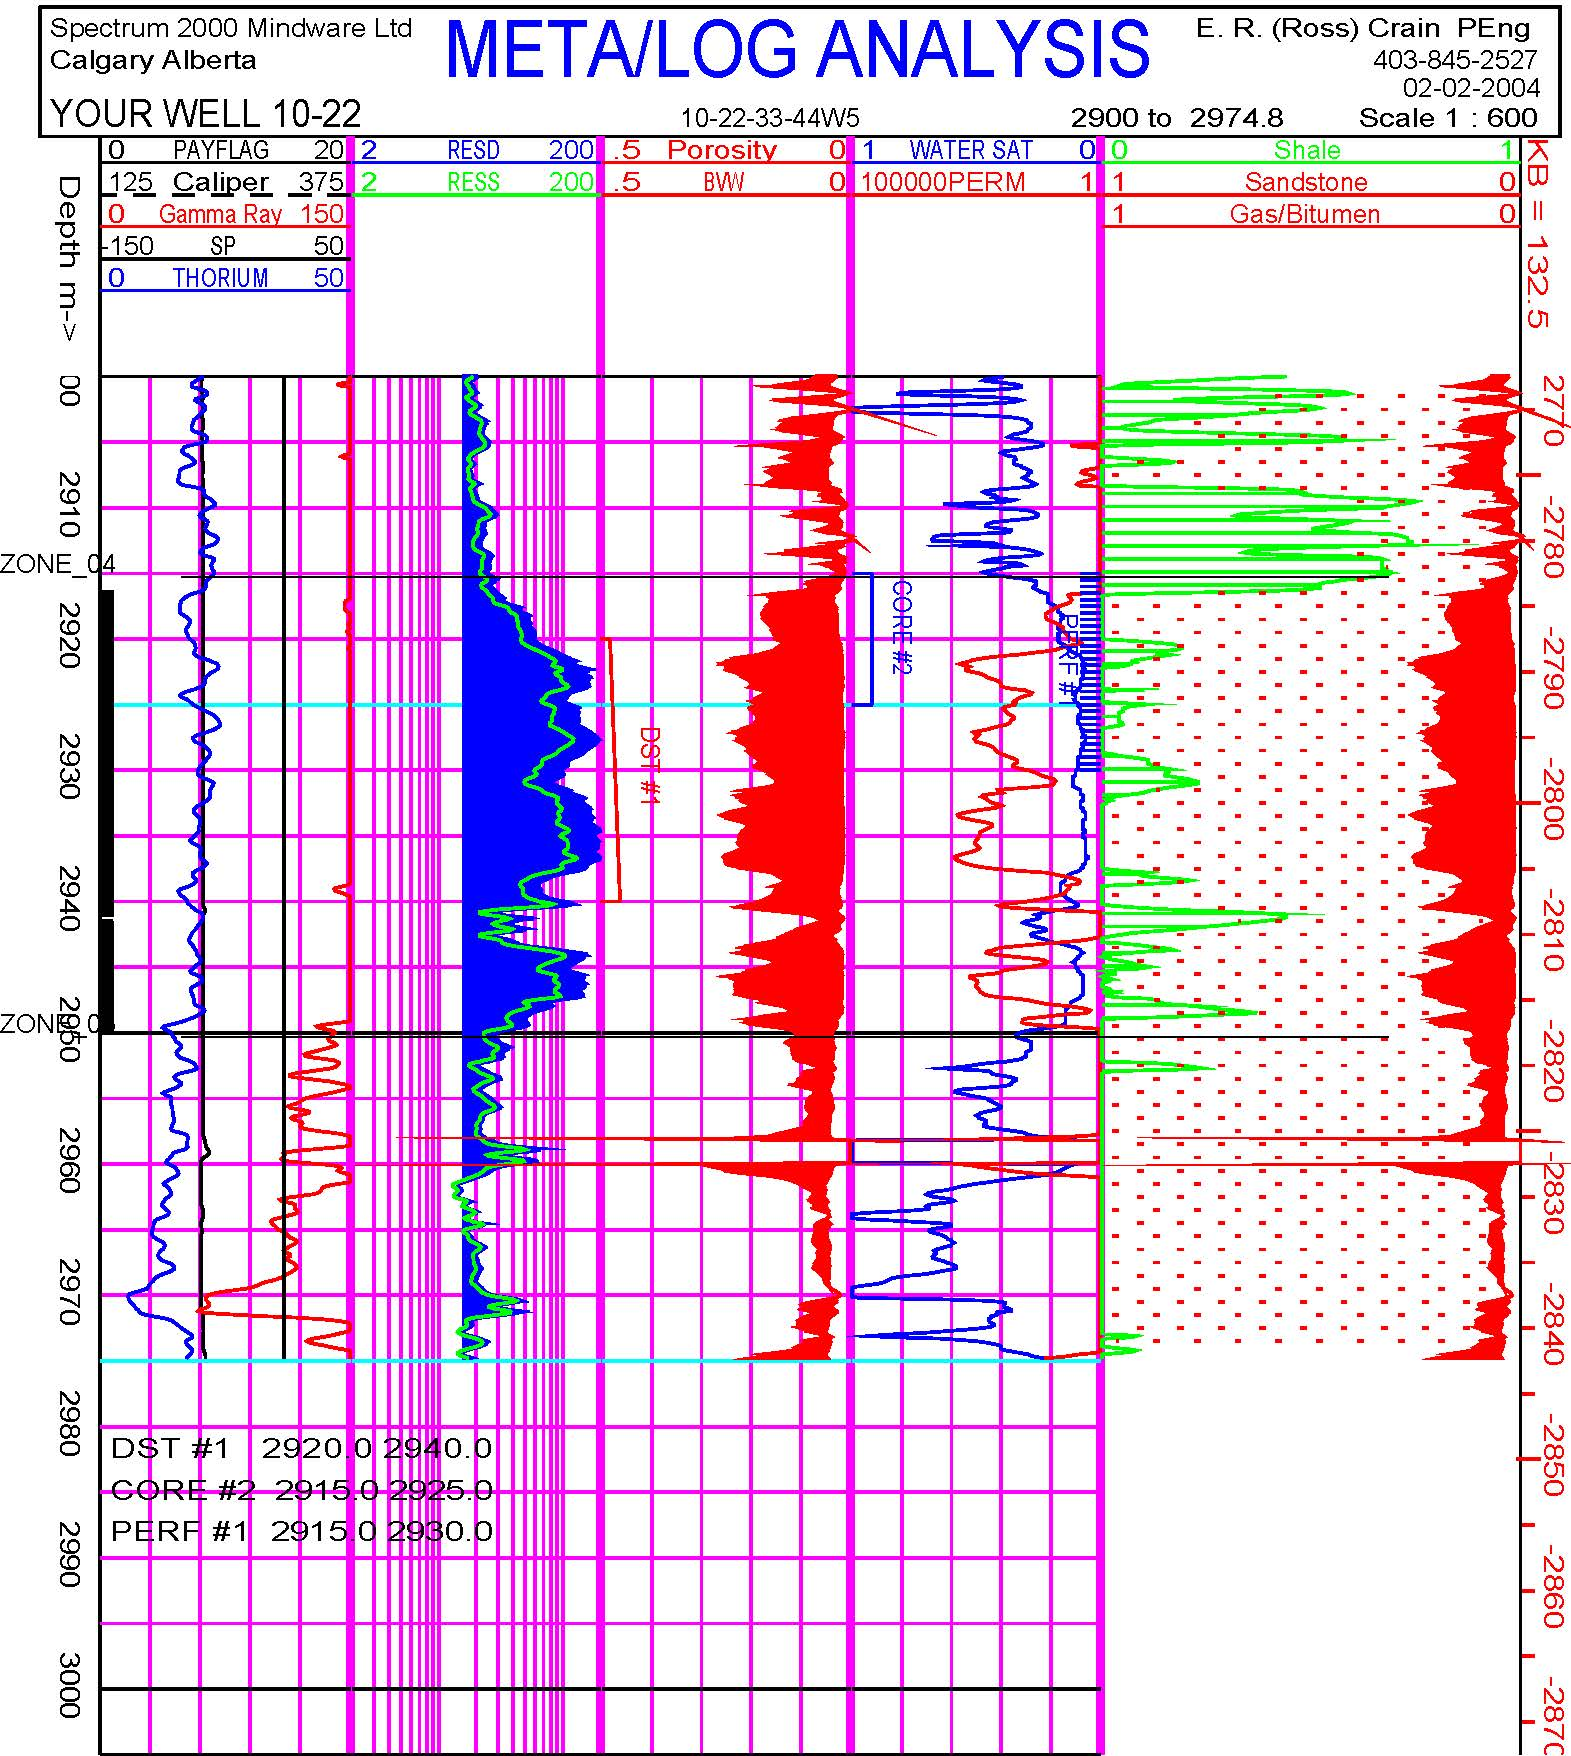 Spectrum 2000 Mindware Ltd
Calgary Alberta
META/LOG ANALYSIS
E. R. (Ross) Crain PEng
403-845-2527
02-02-2004
YOUR WELL 10-22
10-22-33-44W5
2900 to 2974.8
Scale 1 : 600
0 PAYFLAG 20
125 Caliper 375
0 Gamma Ray 150
-150 SP 50
0 THORIUM 50
2 RESD 200
2 RESS 200
.5 Porosity 0
.5 BVW 0
1 WATER SAT 0
100000PERM 1
0 Shale 1
1 Sandstone 0
1 Gas/Bitumen 0
KB = 132.5
Depth m->
00
2910
2920
2930
2940
2950
2960
2970
2980
2990
3000
ZONE_04
CORE #2
PERF #1
DST #1
2770
-2780
-2790
-2800
-2810
-2820
-2830
-2840
-2850
-2860
-2870
DST #1 2920.0 2940.0
CORE #2 2915.0 2925.0
PERF #1 2915.0 2930.0